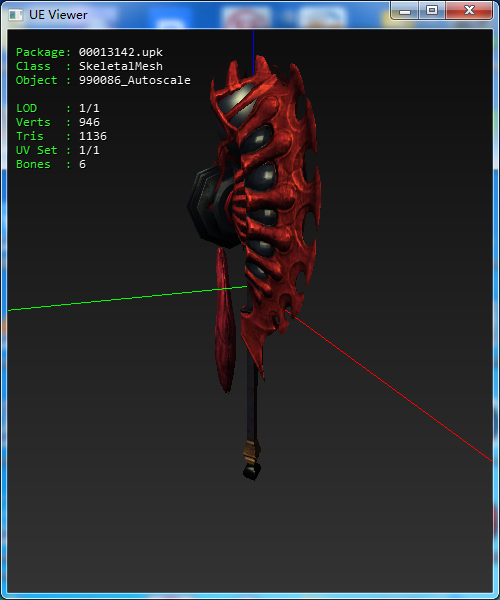 UE Viewer
Package: 00013142.upk
Class  : SkeletalMesh
Object : 990086_Autoscale
LOD    : 1/1
Verts  : 946
Tris   : 1136
UV Set : 1/1
Bones  : 6